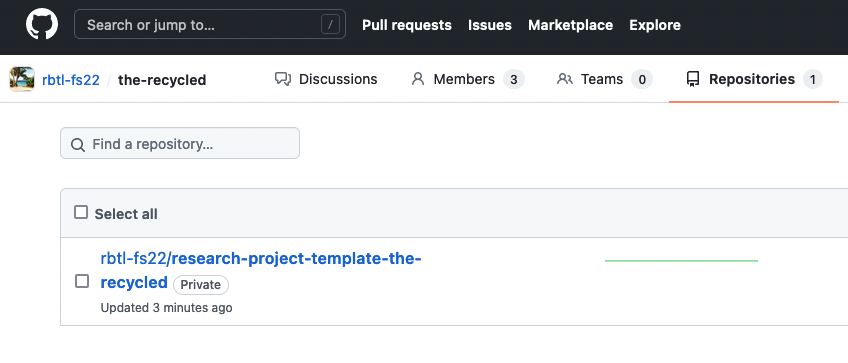 Search or jump to... / Pull requests Issues Marketplace Explore
rbtl-fs22 / the-recycled Discussions Members 3 Teams 0 Repositories 1
Find a repository...
Select all
rbtl-fs22/research-project-template-the-
recycled Private
Updated 3 minutes ago